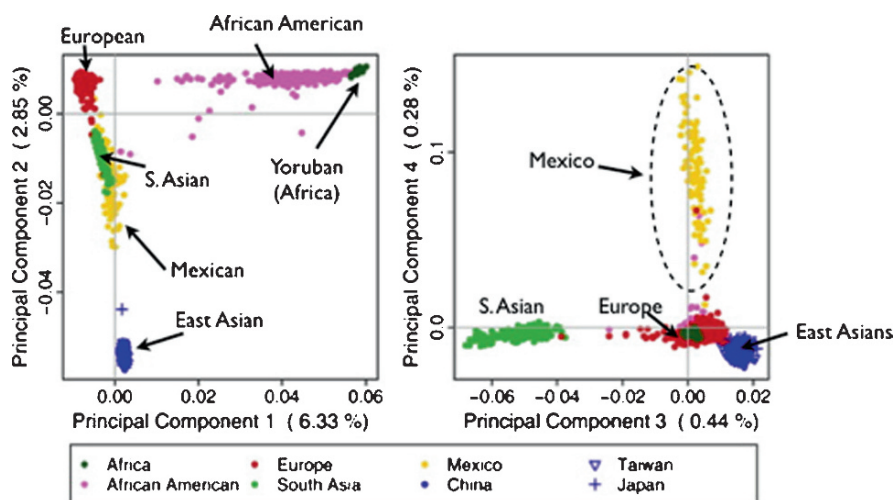 European
African American
S. Asian
Yoruban
(Africa)
Mexican
East Asian
Principal Component 2 ( 2.85 %)
0.00
−0.02
−0.04
0.00
0.02
0.04
0.06
Principal Component 1 ( 6.33 %)
Mexico
S. Asian
Europe
East Asians
Principal Component 4 ( 0.28 %)
0.1
0.0
−0.06
−0.04
−0.02
0.00
0.02
Principal Component 3 ( 0.44 %)
Africa
Europe
Mexico
Taiwan
African American
South Asia
China
Japan